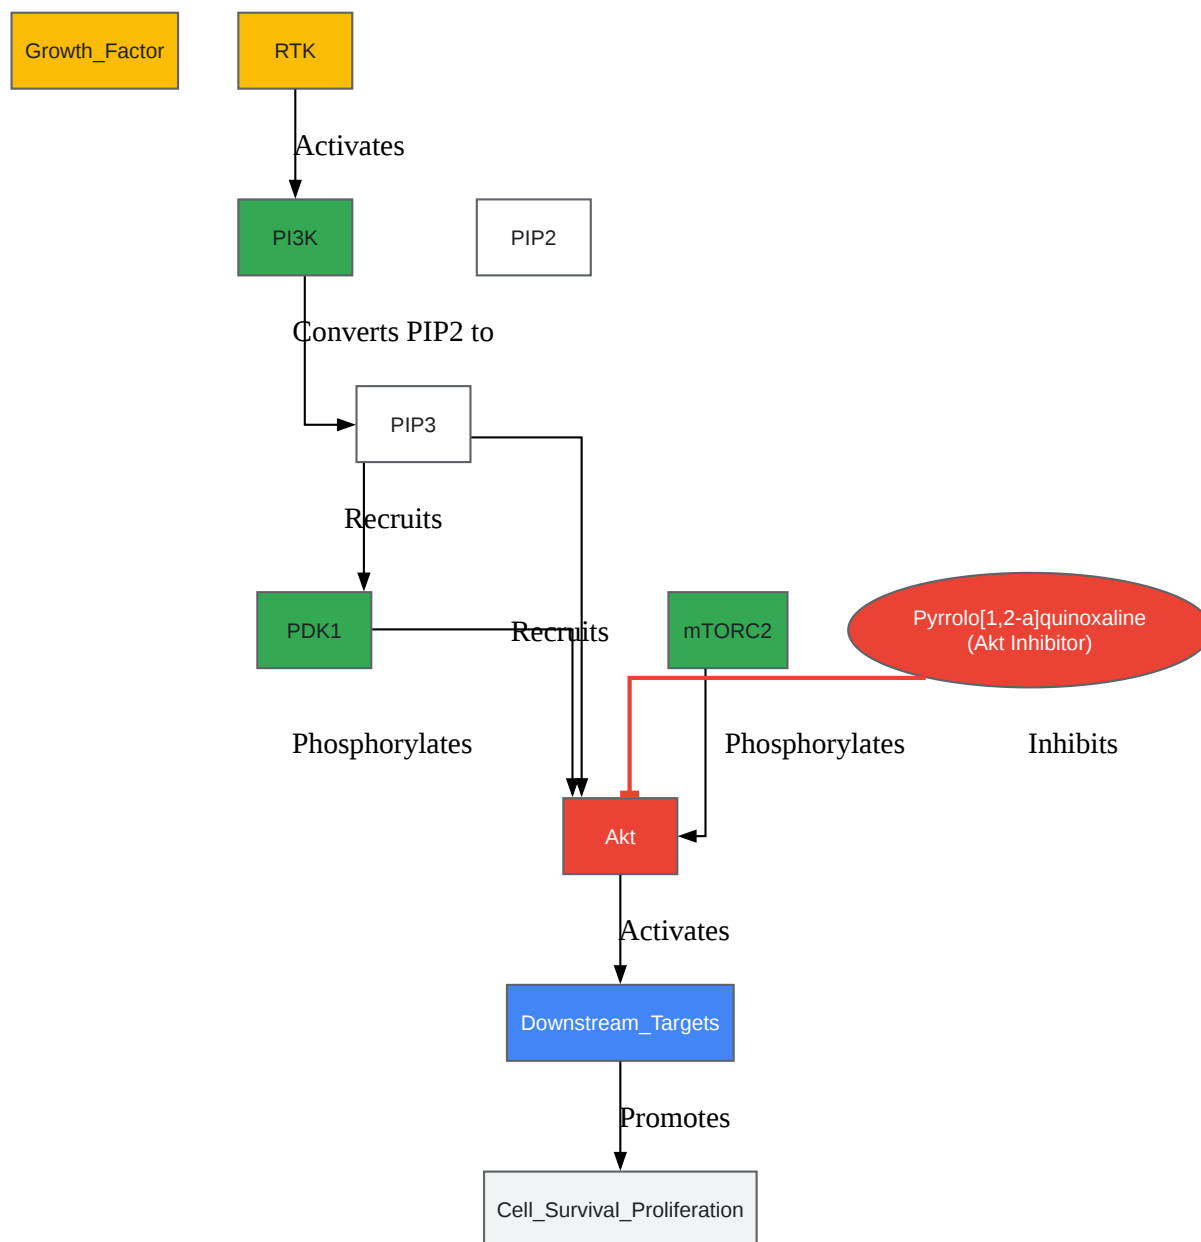 Growth_Factor
RTK
Activates
PI3K
PIP2
Converts PIP2 to
PIP3
Recruits
PDK1
Recruits
mTORC2
Pyrrolo[1,2-a]quinoxaline
(Akt Inhibitor)
Phosphorylates
Phosphorylates
Inhibits
Akt
Activates
Downstream_Targets
Promotes
Cell_Survival_Proliferation